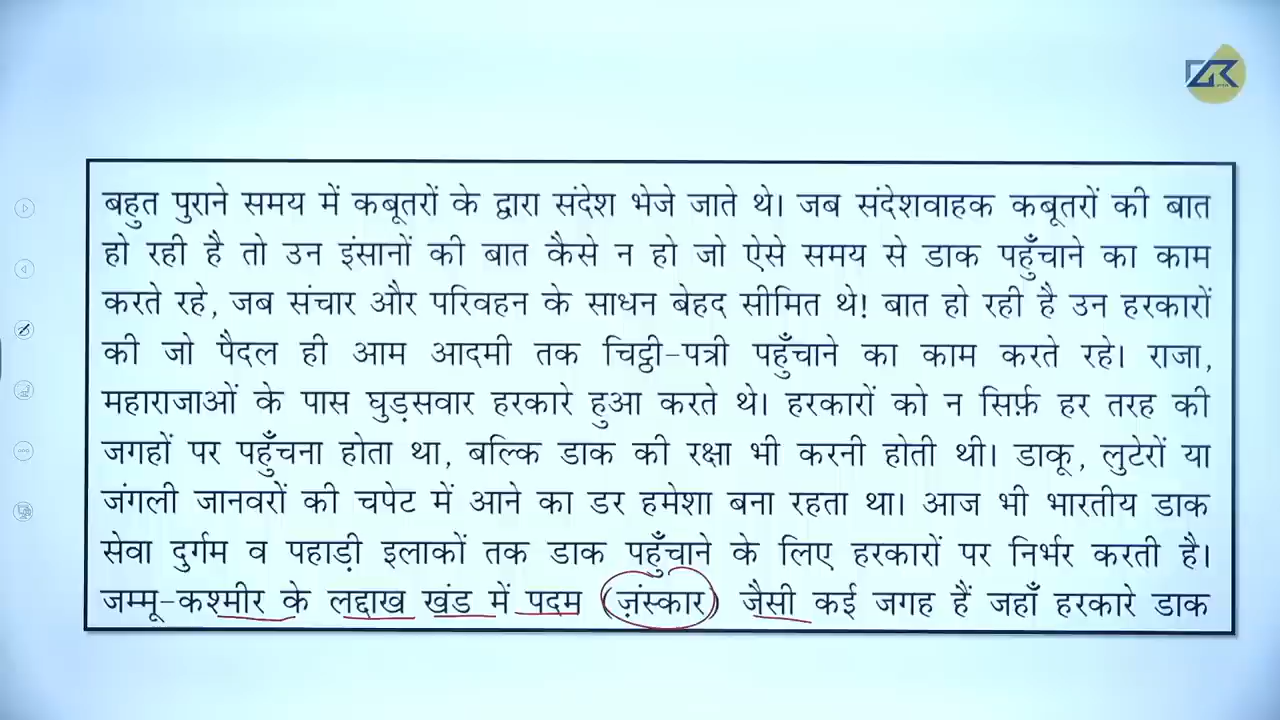 बहुत पुराने समय में कबूतरों के द्वारा संदेश भेजे जाते थे। जब संदेशवाहक कबूतरों की बात
हो रही है तो उन इंसानों की बात कैसे न हो जो ऐसे समय से डाक पहुँचाने का काम
करते रहे, जब संचार और परिवहन के साधन बेहद सीमित थे! बात हो रही है उन हरकारों
की जो पैदल ही आम आदमी तक चिट्ठी-पत्री पहुँचाने का काम करते रहे। राजा,
महाराजाओं के पास घुड़सवार हरकारे हुआ करते थे। हरकारों को न सिर्फ़ हर तरह की
जगहों पर पहुँचना होता था, बल्कि डाक की रक्षा भी करनी होती थी। डाकू, लुटेरों या
जंगली जानवरों की चपेट में आने का डर हमेशा बना रहता था। आज भी भारतीय डाक
सेवा दुर्गम व पहाड़ी इलाकों तक डाक पहुँचाने के लिए हरकारों पर निर्भर करती है।
जम्मू-कश्मीर के लद्दाख खंड में पदम (ज़ंस्कार) जैसी कई जगह हैं जहाँ हरकारे डाक